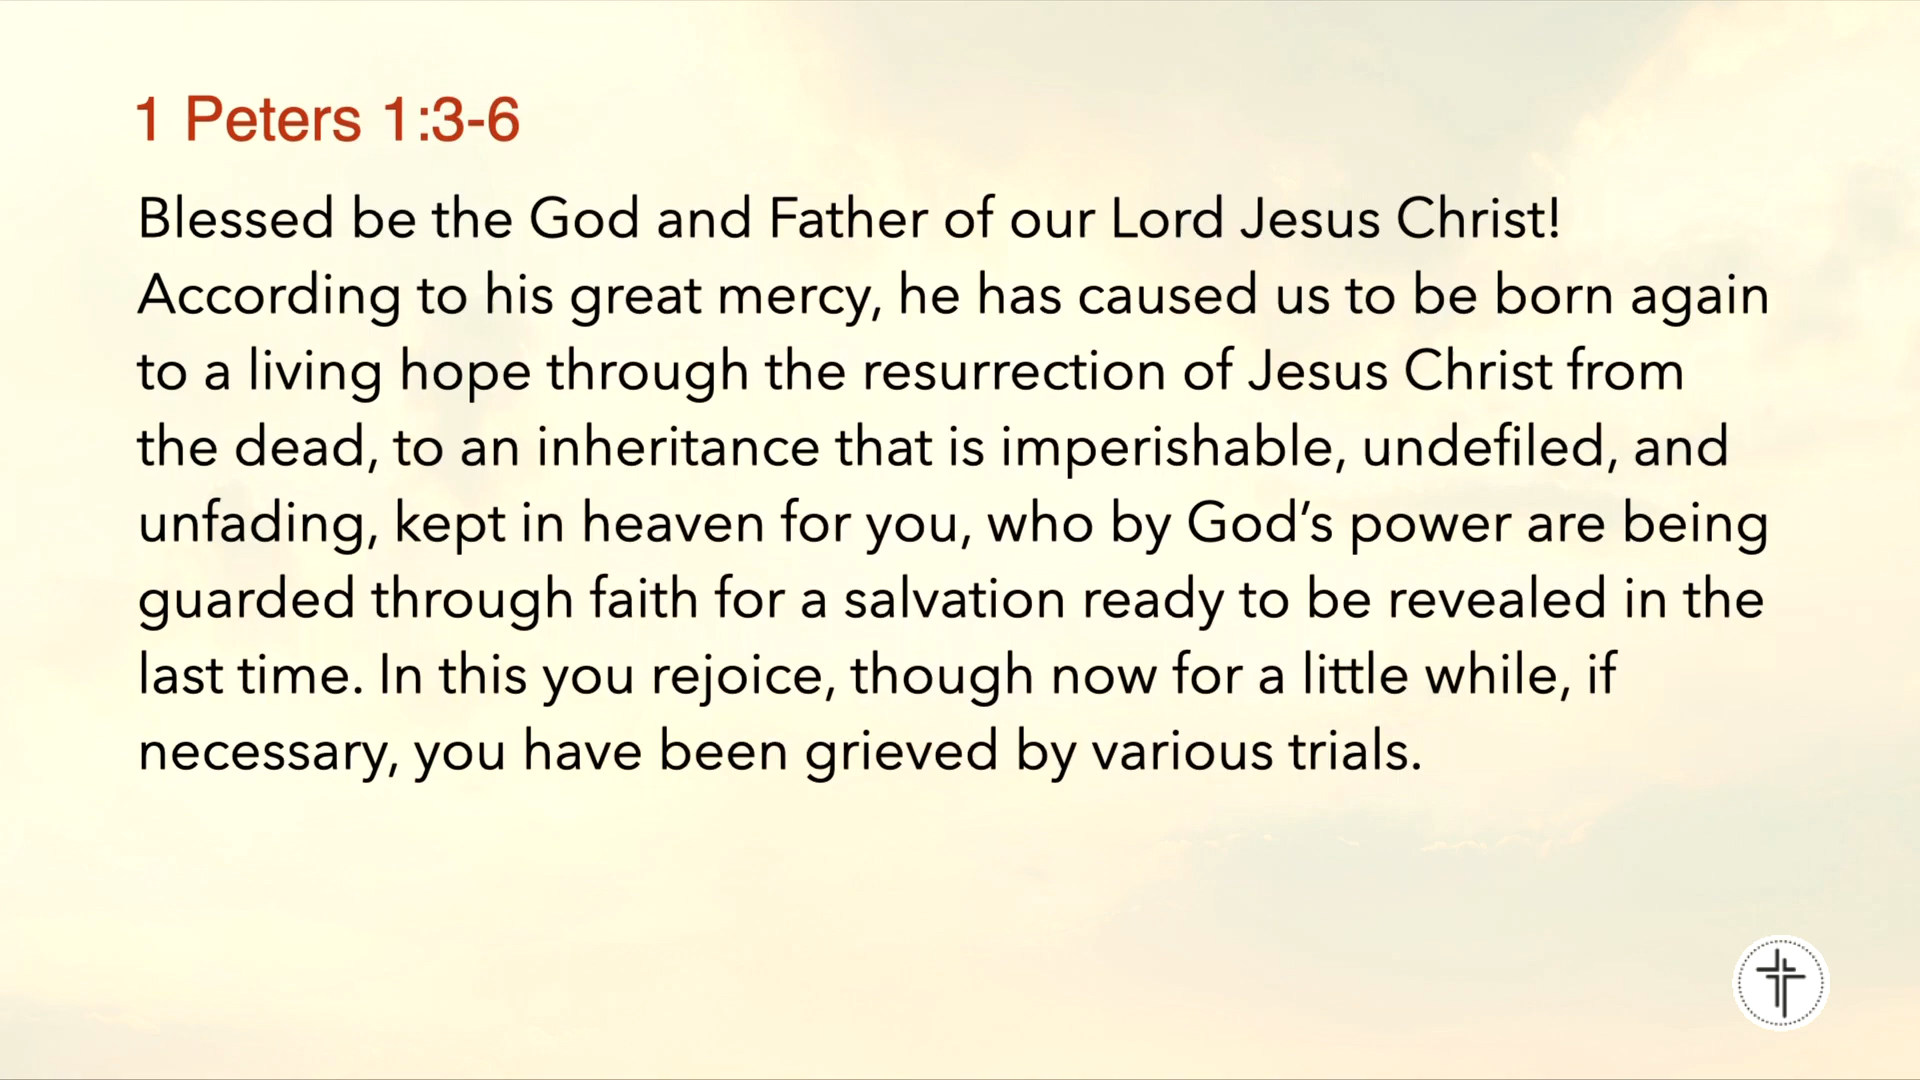 1 Peters 1:3-6
Blessed be the God and Father of our Lord Jesus Christ!
According to his great mercy, he has caused us to be born again
to a living hope through the resurrection of Jesus Christ from
the dead, to an inheritance that is imperishable, undefiled, and
unfading, kept in heaven for you, who by God’s power are being
guarded through faith for a salvation ready to be revealed in the
last time. In this you rejoice, though now for a little while, if
necessary, you have been grieved by various trials.